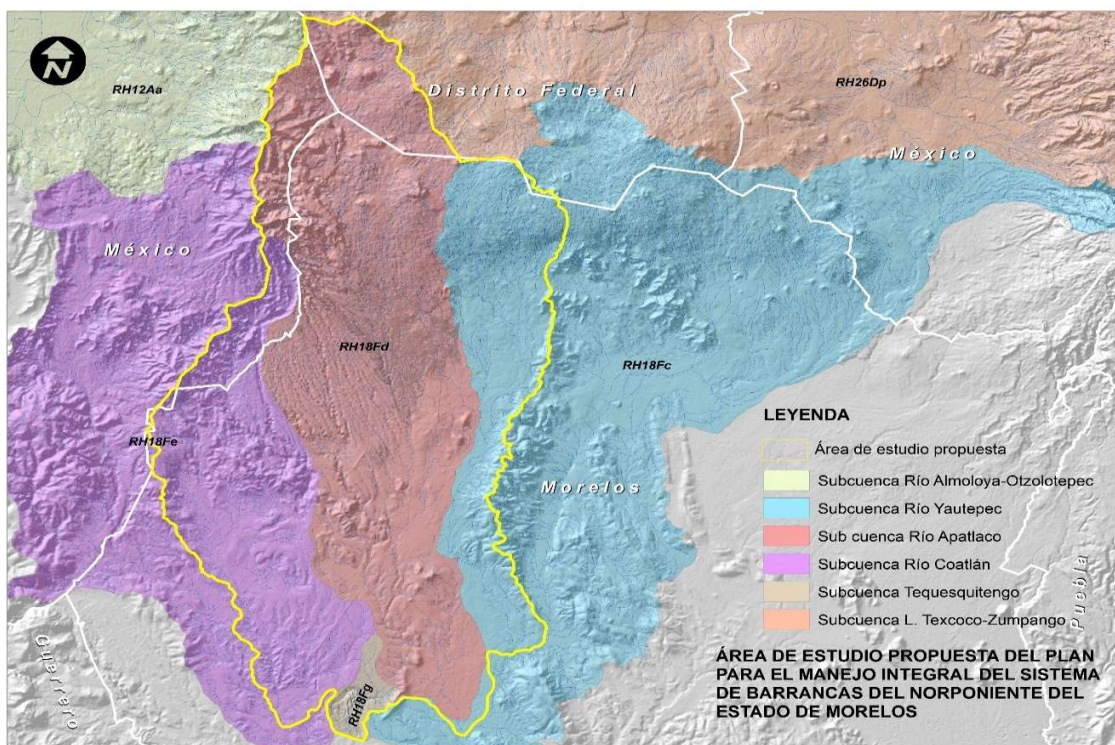 N
RH12Aa
Distrito Federal
RH26Dp
México
México
RH18Fd
RH18Fc
RH18Fe
Morelos
RH18Fg
Guerrero
Puebla
LEYENDA
Área de estudio propuesta
Subcuenca Río Almoloya-Otzolotepec
Subcuenca Río Yautepec
Sub cuenca Río Apatlaco
Subcuenca Río Coatlán
Subcuenca Tequesquitengo
Subcuenca L. Texcoco-Zumpango
ÁREA DE ESTUDIO PROPUESTA DEL PLAN
PARA EL MANEJO INTEGRAL DEL SISTEMA
DE BARRANCAS DEL NORPONIENTE DEL
ESTADO DE MORELOS